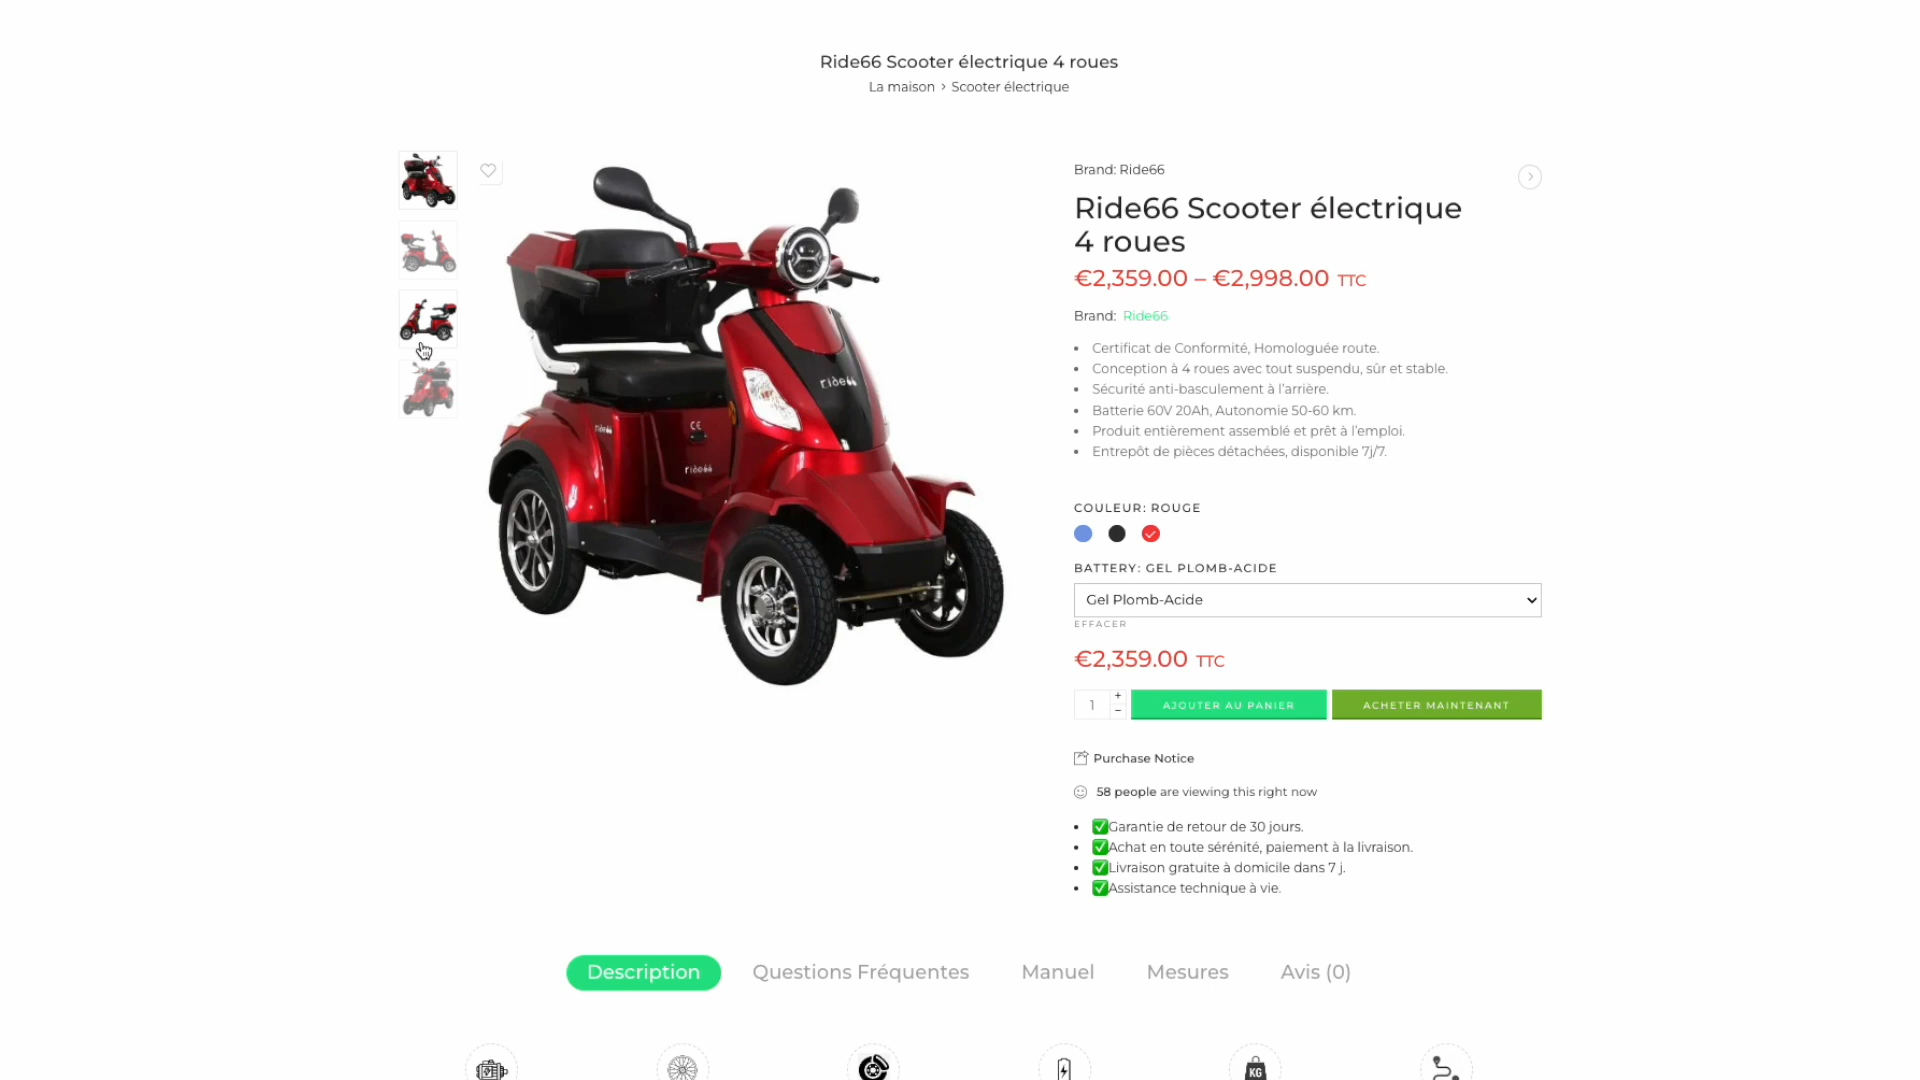 Ride66 Scooter électrique 4 roues
La maison › Scooter électrique
Brand: Ride66
Ride66 Scooter électrique
4 roues
€2,359.00 – €2,998.00 TTC
Brand: Ride66
• Certificat de Conformité, Homologuée route.
• Conception à 4 roues avec tout suspendu, sûr et stable.
• Sécurité anti-basculement à l'arrière.
• Batterie 60V 20Ah, Autonomie 50-60 km.
• Produit entièrement assemblé et prêt à l'emploi.
• Entrepôt de pièces détachées, disponible 7j/7.
ride66
ride66
CE
ride66
COULEUR: ROUGE
BATTERY: GEL PLOMB-ACIDE
Gel Plomb-Acide
EFFACER
€2,359.00 TTC
1 + −
AJOUTER AU PANIER
ACHETER MAINTENANT
Purchase Notice
58 people are viewing this right now
• ✅Garantie de retour de 30 jours.
• ✅Achat en toute sérénité, paiement à la livraison.
• ✅Livraison gratuite à domicile dans 7 j.
• ✅Assistance technique à vie.
Description
Questions Fréquentes
Manuel
Mesures
Avis (0)
KG